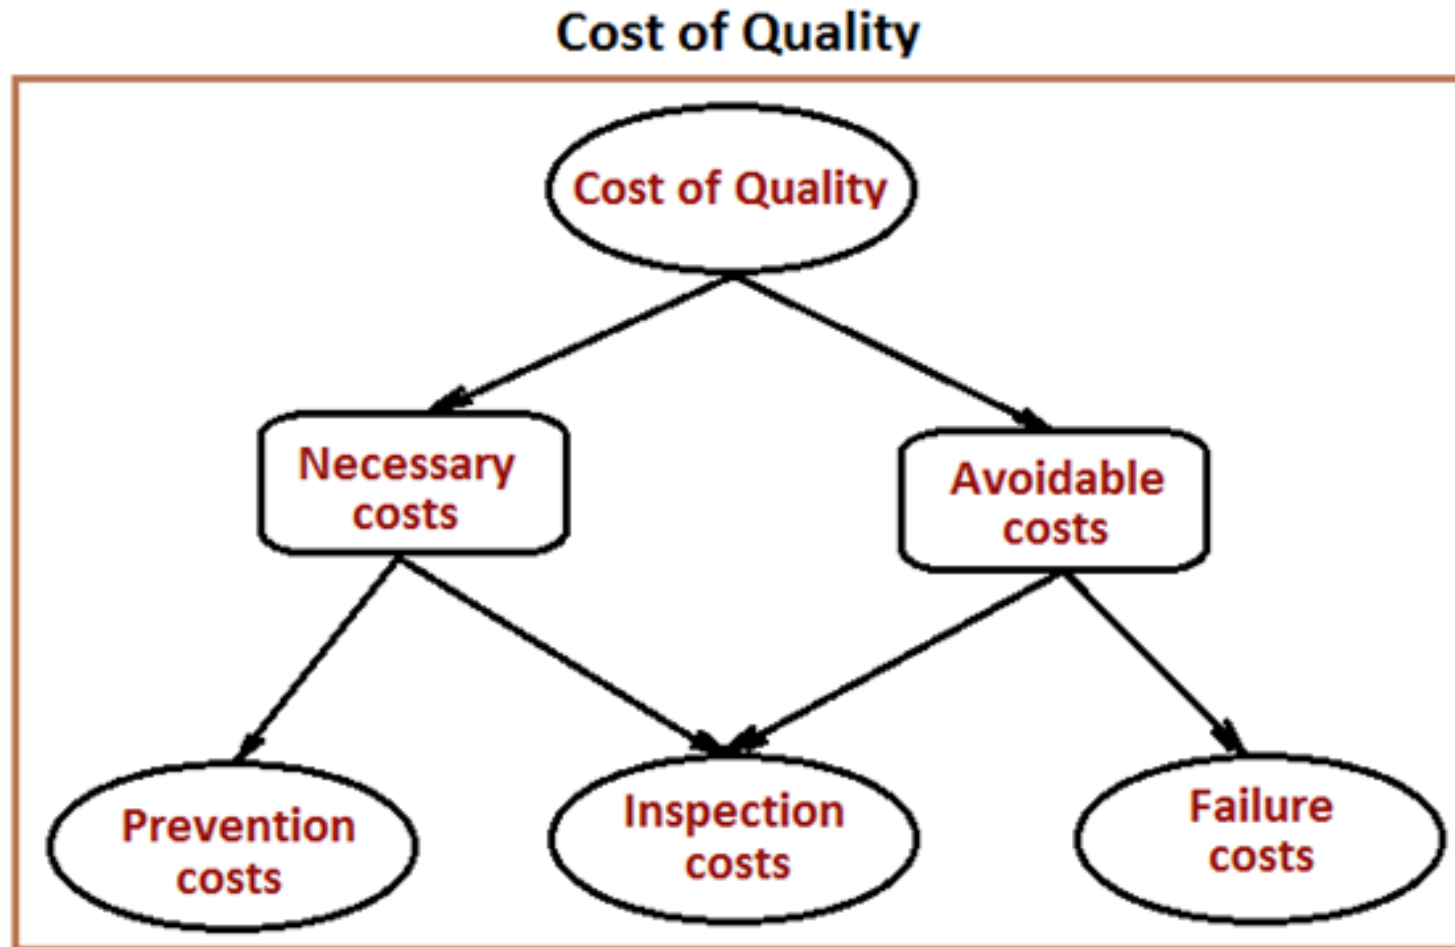 Cost of Quality
Cost of Quality
Necessary
costs
Avoidable
costs
Prevention
costs
Inspection
costs
Failure
costs